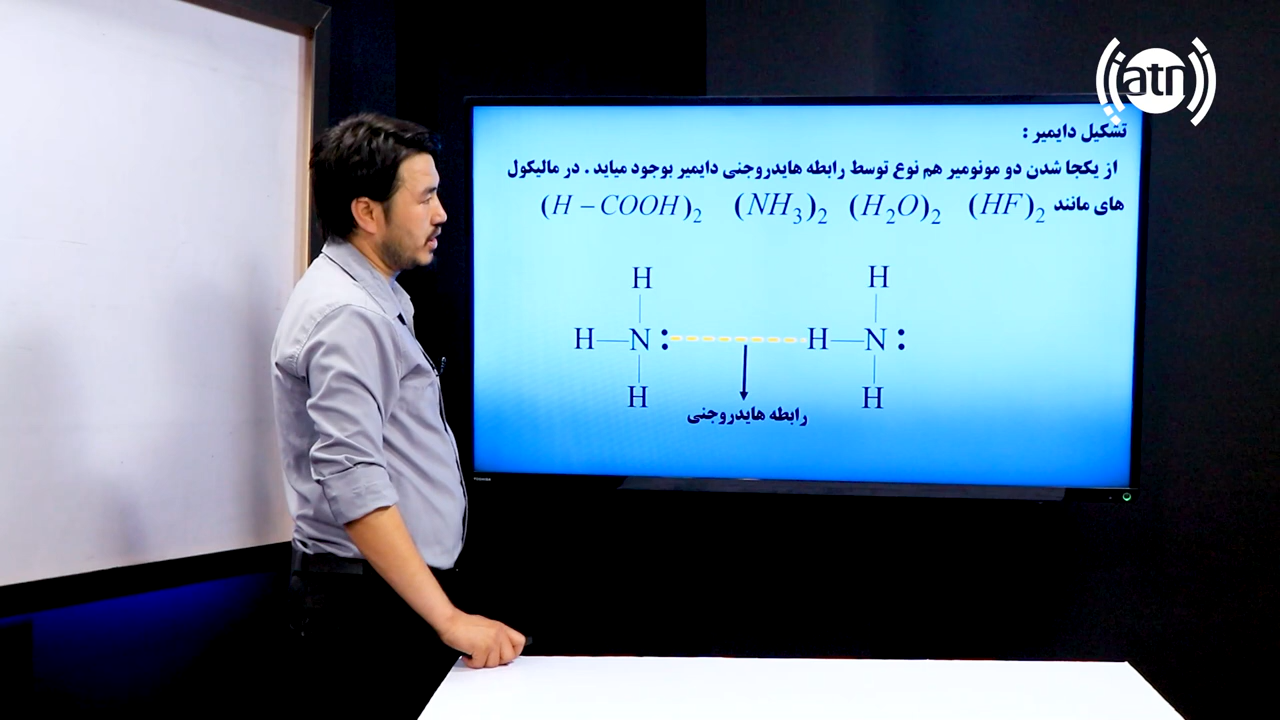 atn
تشکیل دایمیر :
از یکجا شدن دو مونومیر هم نوع توسط رابطه هایدروجنی دایمیر بوجود میاید . در مالیکول
های مانند (HF)₂ (H₂O)₂ (NH₃)₂ (H – COOH)₂
H H
H—N: H—N:
H H
رابطه هایدروجنی
TOSHIBA